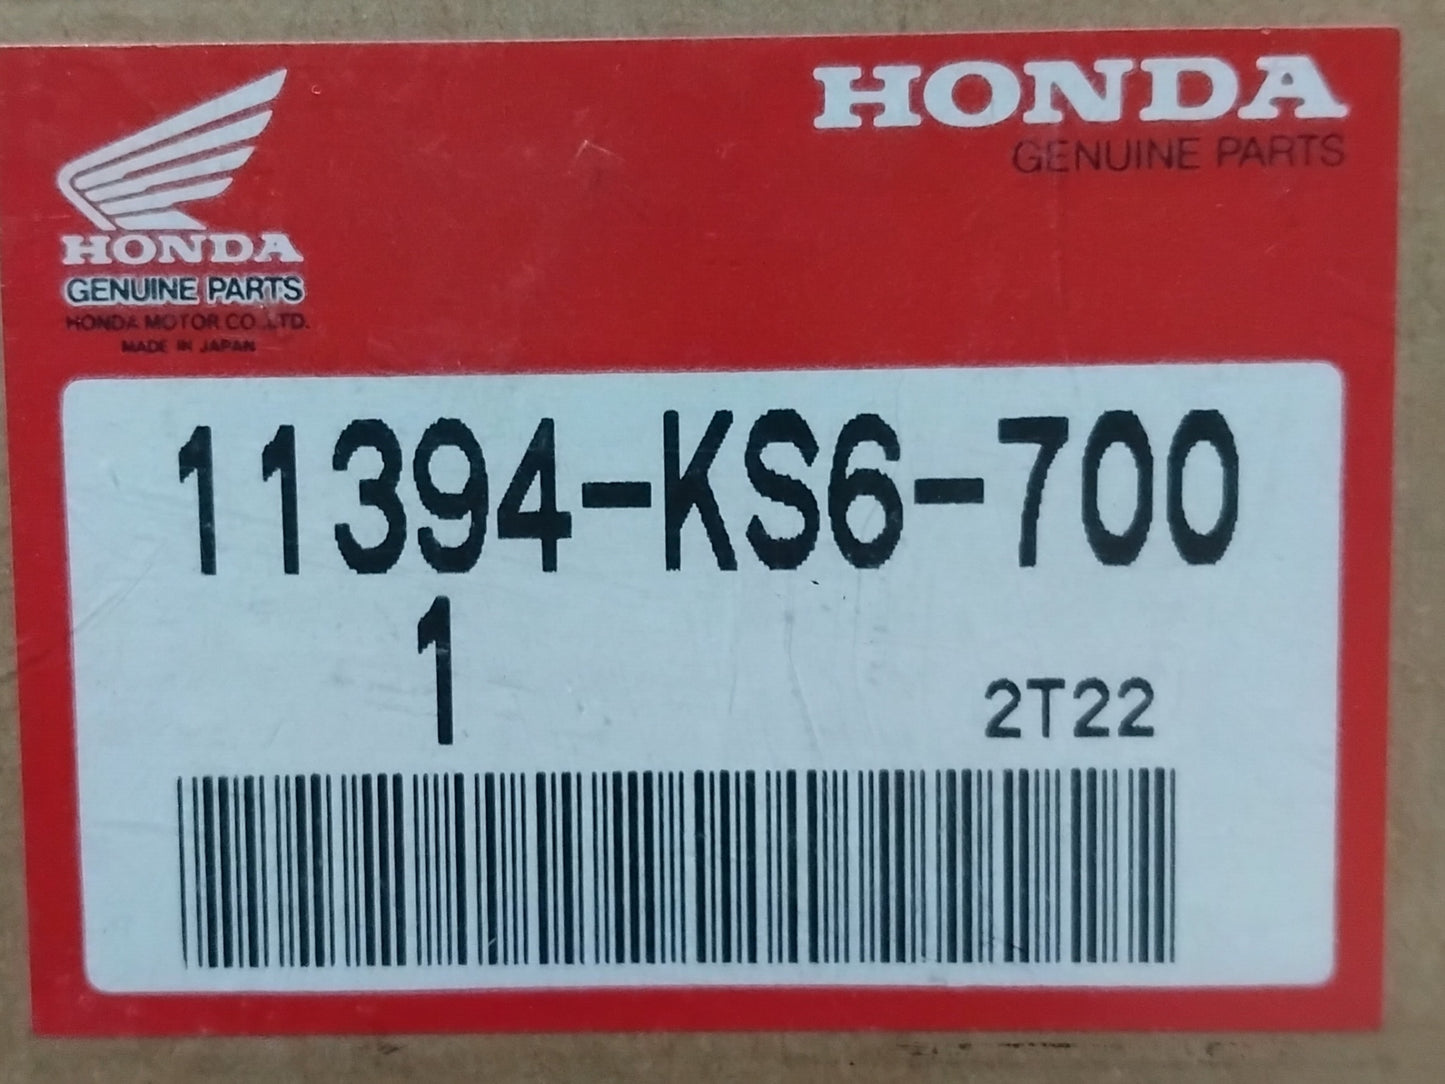 HONDA
GENUINE PARTS
HONDA
GENUINE PARTS
HONDA MOTOR CO.,LTD.
MADE IN JAPAN
11394-KS6-700
1
2T22